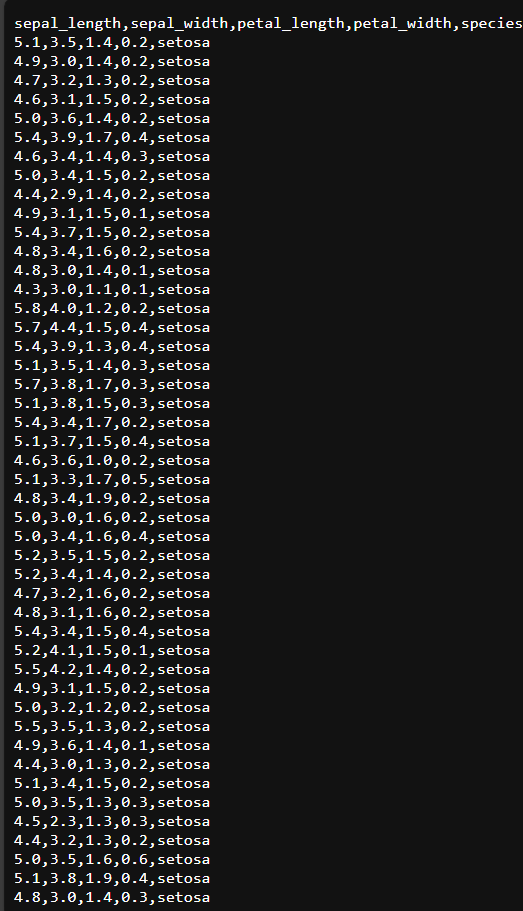 sepal_length,sepal_width,petal_length,petal_width,species
5.1,3.5,1.4,0.2,setosa
4.9,3.0,1.4,0.2,setosa
4.7,3.2,1.3,0.2,setosa
4.6,3.1,1.5,0.2,setosa
5.0,3.6,1.4,0.2,setosa
5.4,3.9,1.7,0.4,setosa
4.6,3.4,1.4,0.3,setosa
5.0,3.4,1.5,0.2,setosa
4.4,2.9,1.4,0.2,setosa
4.9,3.1,1.5,0.1,setosa
5.4,3.7,1.5,0.2,setosa
4.8,3.4,1.6,0.2,setosa
4.8,3.0,1.4,0.1,setosa
4.3,3.0,1.1,0.1,setosa
5.8,4.0,1.2,0.2,setosa
5.7,4.4,1.5,0.4,setosa
5.4,3.9,1.3,0.4,setosa
5.1,3.5,1.4,0.3,setosa
5.7,3.8,1.7,0.3,setosa
5.1,3.8,1.5,0.3,setosa
5.4,3.4,1.7,0.2,setosa
5.1,3.7,1.5,0.4,setosa
4.6,3.6,1.0,0.2,setosa
5.1,3.3,1.7,0.5,setosa
4.8,3.4,1.9,0.2,setosa
5.0,3.0,1.6,0.2,setosa
5.0,3.4,1.6,0.4,setosa
5.2,3.5,1.5,0.2,setosa
5.2,3.4,1.4,0.2,setosa
4.7,3.2,1.6,0.2,setosa
4.8,3.1,1.6,0.2,setosa
5.4,3.4,1.5,0.4,setosa
5.2,4.1,1.5,0.1,setosa
5.5,4.2,1.4,0.2,setosa
4.9,3.1,1.5,0.2,setosa
5.0,3.2,1.2,0.2,setosa
5.5,3.5,1.3,0.2,setosa
4.9,3.6,1.4,0.1,setosa
4.4,3.0,1.3,0.2,setosa
5.1,3.4,1.5,0.2,setosa
5.0,3.5,1.3,0.3,setosa
4.5,2.3,1.3,0.3,setosa
4.4,3.2,1.3,0.2,setosa
5.0,3.5,1.6,0.6,setosa
5.1,3.8,1.9,0.4,setosa
4.8,3.0,1.4,0.3,setosa